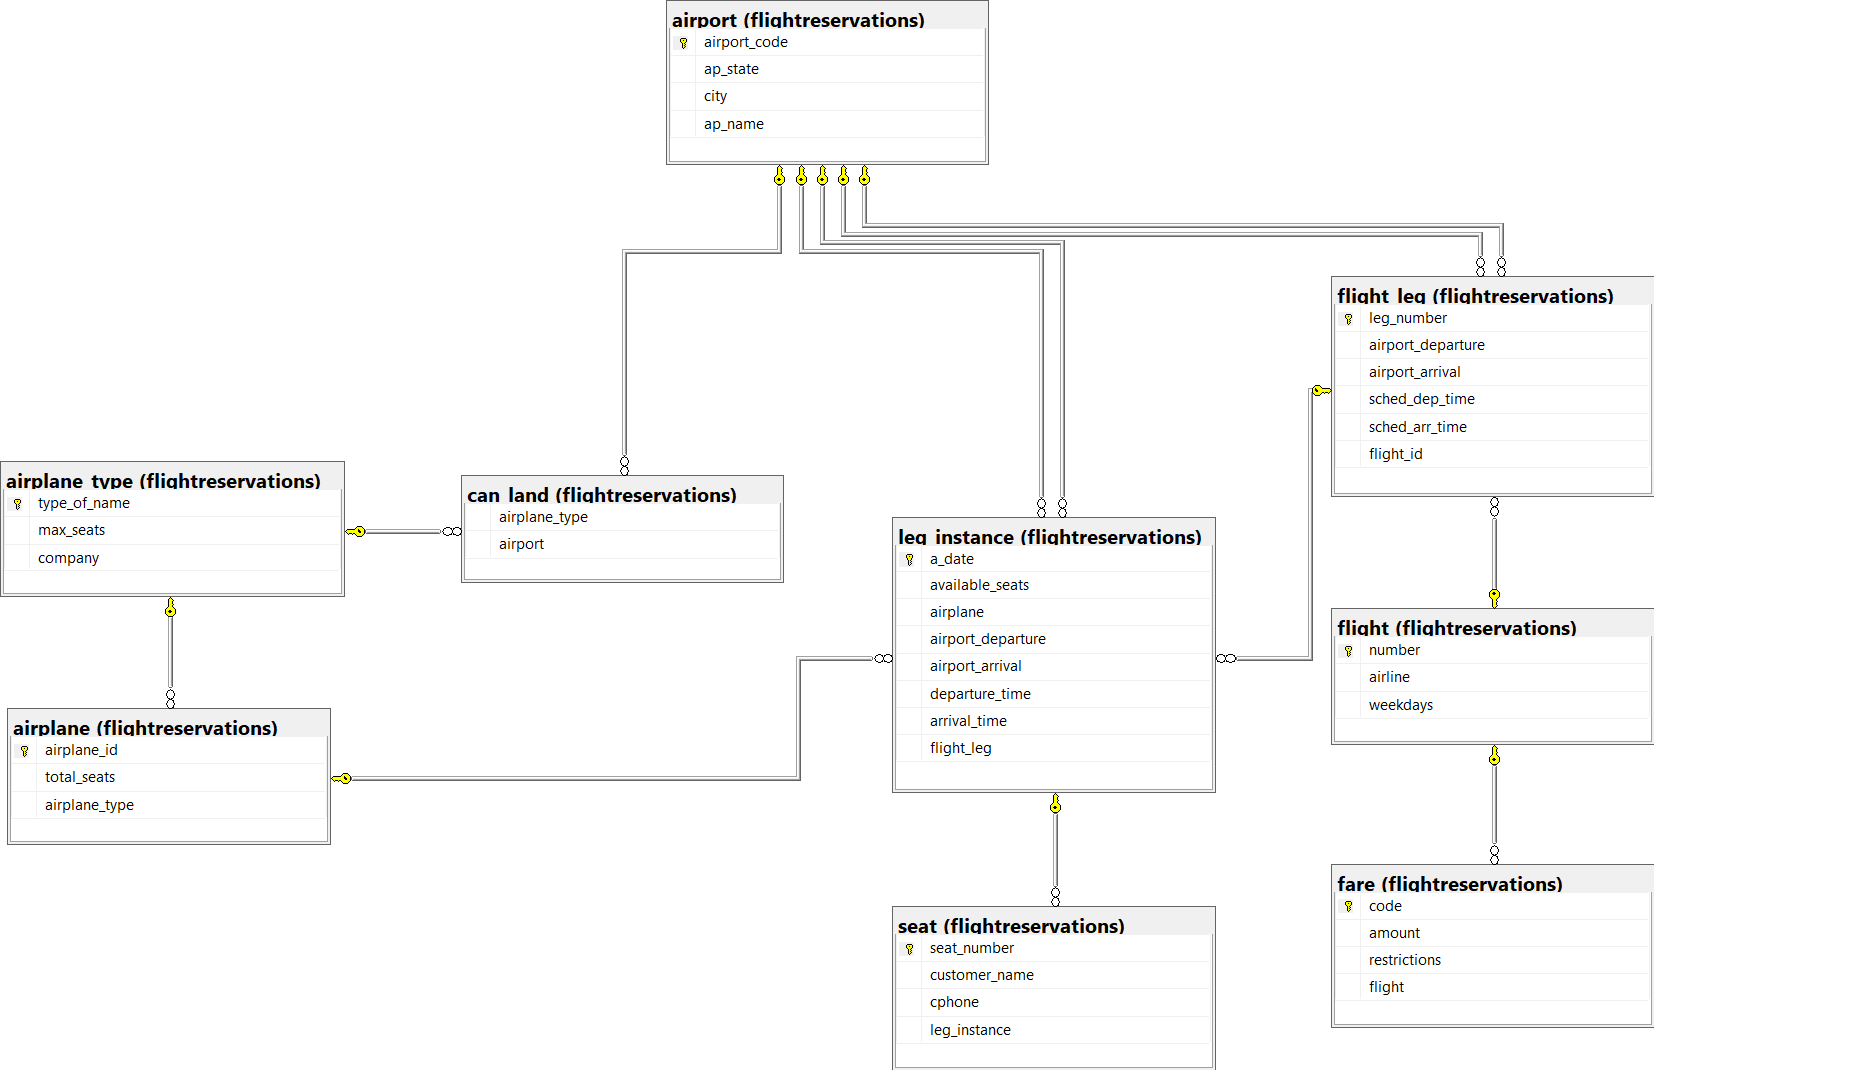 airport (flightreservations)
airport_code
ap_state
city
ap_name
flight_leg (flightreservations)
leg_number
airport_departure
airport_arrival
sched_dep_time
sched_arr_time
flight_id
airplane_type (flightreservations)
type_of_name
max_seats
company
can_land (flightreservations)
airplane_type
airport
leg_instance (flightreservations)
a_date
available_seats
airplane
airport_departure
airport_arrival
departure_time
arrival_time
flight_leg
flight (flightreservations)
number
airline
weekdays
airplane (flightreservations)
airplane_id
total_seats
airplane_type
seat (flightreservations)
seat_number
customer_name
cphone
leg_instance
fare (flightreservations)
code
amount
restrictions
flight